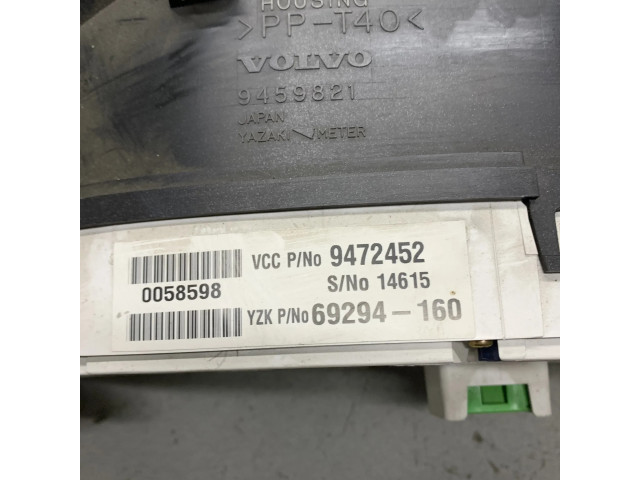 HOUSING
>PP-T40<
VOLVO
9459821
JAPAN
YAZAKI METER
VCC P/No 9472452
0058598
S/No 14615
YZK P/No 69294-160